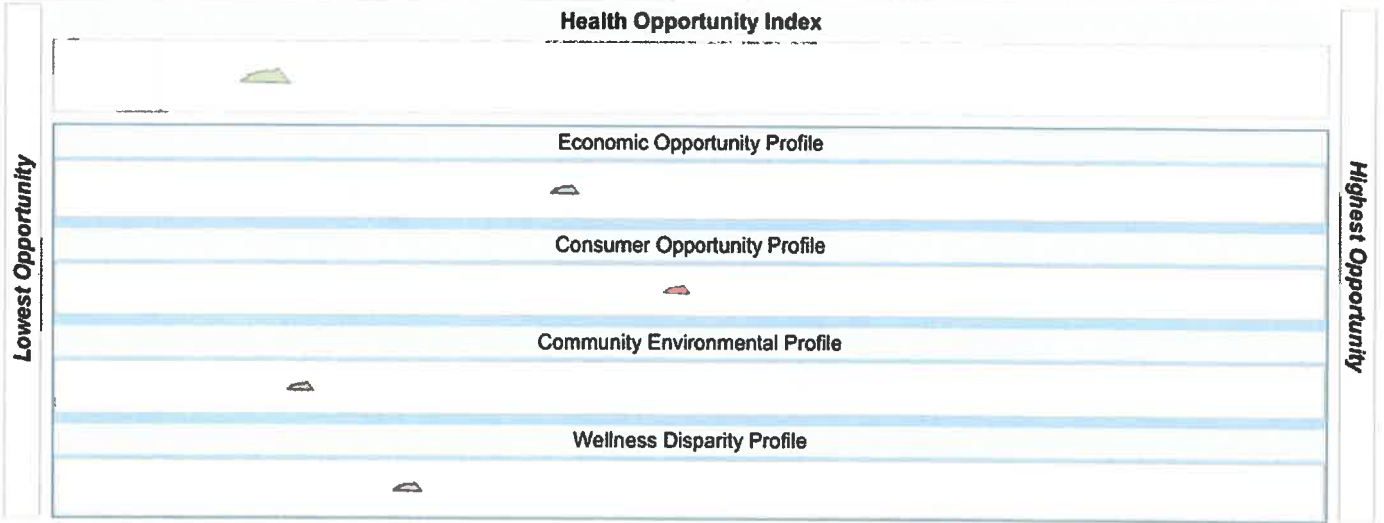 Health Opportunity Index
Lowest Opportunity
Economic Opportunity Profile
Consumer Opportunity Profile
Community Environmental Profile
Wellness Disparity Profile
Highest Opportunity